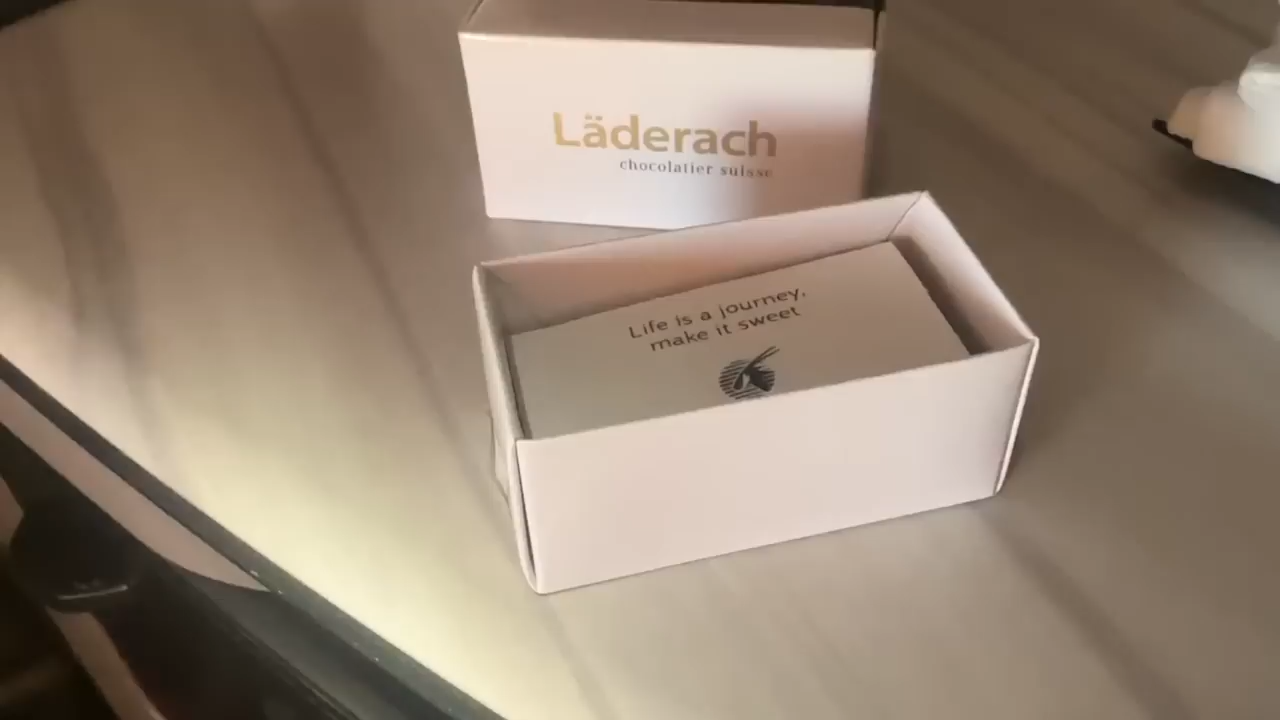 Läderach
chocolatier suisse
Life is a journey,
make it sweet